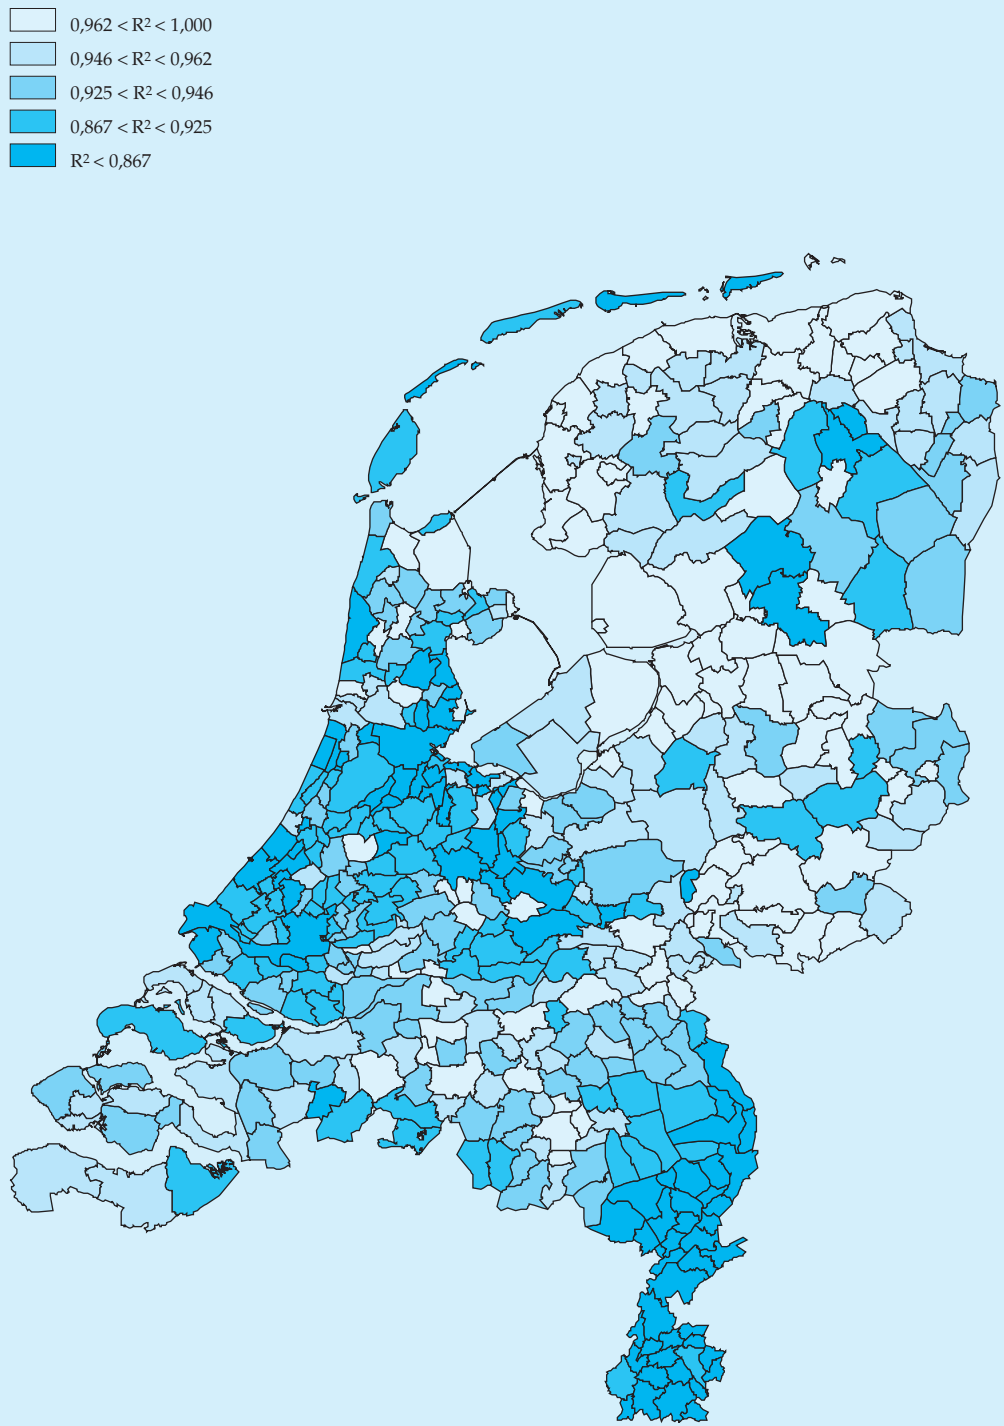 0,962 < R² < 1,000
0,946 < R² < 0,962
0,925 < R² < 0,946
0,867 < R² < 0,925
R² < 0,867